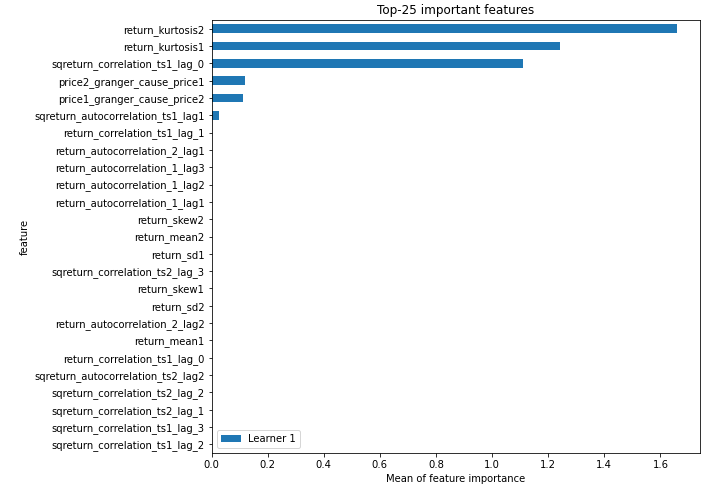 Top-25 important features
return_kurtosis2
return_kurtosis1
sqreturn_correlation_ts1_lag_0
price2_granger_cause_price1
price1_granger_cause_price2
sqreturn_autocorrelation_ts1_lag1
return_correlation_ts1_lag_1
return_autocorrelation_2_lag1
return_autocorrelation_1_lag3
return_autocorrelation_1_lag2
return_autocorrelation_1_lag1
return_skew2
return_mean2
return_sd1
sqreturn_correlation_ts2_lag_3
return_skew1
return_sd2
return_autocorrelation_2_lag2
return_mean1
return_correlation_ts1_lag_0
sqreturn_autocorrelation_ts2_lag2
sqreturn_correlation_ts2_lag_2
sqreturn_correlation_ts2_lag_1
sqreturn_correlation_ts1_lag_3
sqreturn_correlation_ts1_lag_2
feature
Learner 1
0.0 0.2 0.4 0.6 0.8 1.0 1.2 1.4 1.6
Mean of feature importance